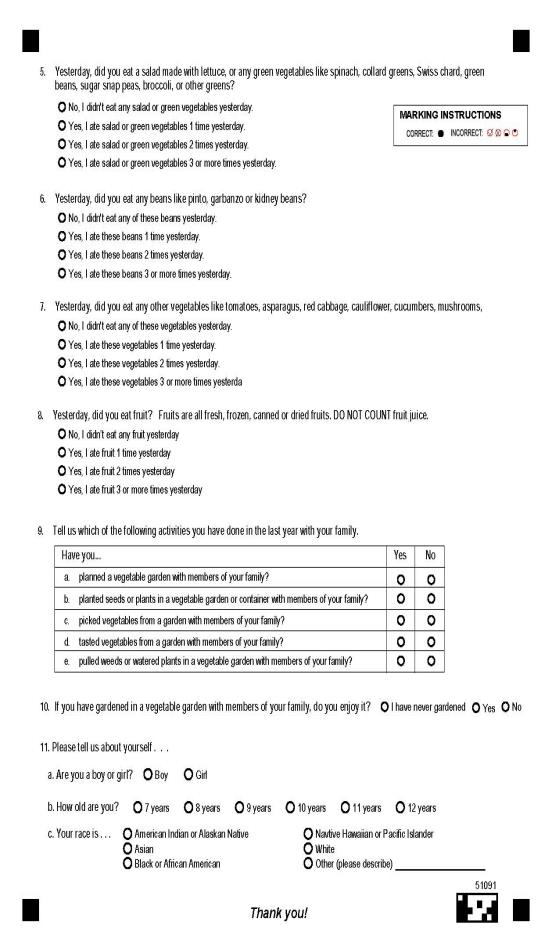 5. Yesterday, did you eat a salad made with lettuce, or any green vegetables like spinach, collard greens, Swiss chard, green
beans, sugar snap peas, broccoli, or other greens?
No, I didn't eat any salad or green vegetables yesterday.
Yes, I ate salad or green vegetables 1 time yesterday.
Yes, I ate salad or green vegetables 2 times yesterday.
Yes, I ate salad or green vegetables 3 or more times yesterday.
MARKING INSTRUCTIONS
CORRECT: INCORRECT:
6. Yesterday, did you eat any beans like pinto, garbanzo or kidney beans?
No, I didn't eat any of these beans yesterday.
Yes, I ate these beans 1 time yesterday.
Yes, I ate these beans 2 times yesterday.
Yes, I ate these beans 3 or more times yesterday.
7. Yesterday, did you eat any other vegetables like tomatoes, asparagus, red cabbage, cauliflower, cucumbers, mushrooms,
No, I didn't eat any of these vegetables yesterday.
Yes, I ate these vegetables 1 time yesterday.
Yes, I ate these vegetables 2 times yesterday.
Yes, I ate these vegetables 3 or more times yesterda
8. Yesterday, did you eat fruit? Fruits are all fresh, frozen, canned or dried fruits. DO NOT COUNT fruit juice.
No, I didn't eat any fruit yesterday
Yes, I ate fruit 1 time yesterday
Yes, I ate fruit 2 times yesterday
Yes, I ate fruit 3 or more times yesterday
9. Tell us which of the following activities you have done in the last year with your family.
Have you... Yes No
a. planned a vegetable garden with members of your family?
b. planted seeds or plants in a vegetable garden or container with members of your family?
c. picked vegetables from a garden with members of your family?
d. tasted vegetables from a garden with members of your family?
e. pulled weeds or watered plants in a vegetable garden with members of your family?
10. If you have gardened in a vegetable garden with members of your family, do you enjoy it? I have never gardened Yes No
11. Please tell us about yourself . . .
a. Are you a boy or girl? Boy Girl
b. How old are you? 7 years 8 years 9 years 10 years 11 years 12 years
c. Your race is . . . American Indian or Alaskan Native Navtive Hawaiian or Pacific Islander
Asian White
Black or African American Other (please describe)
51091
Thank you!